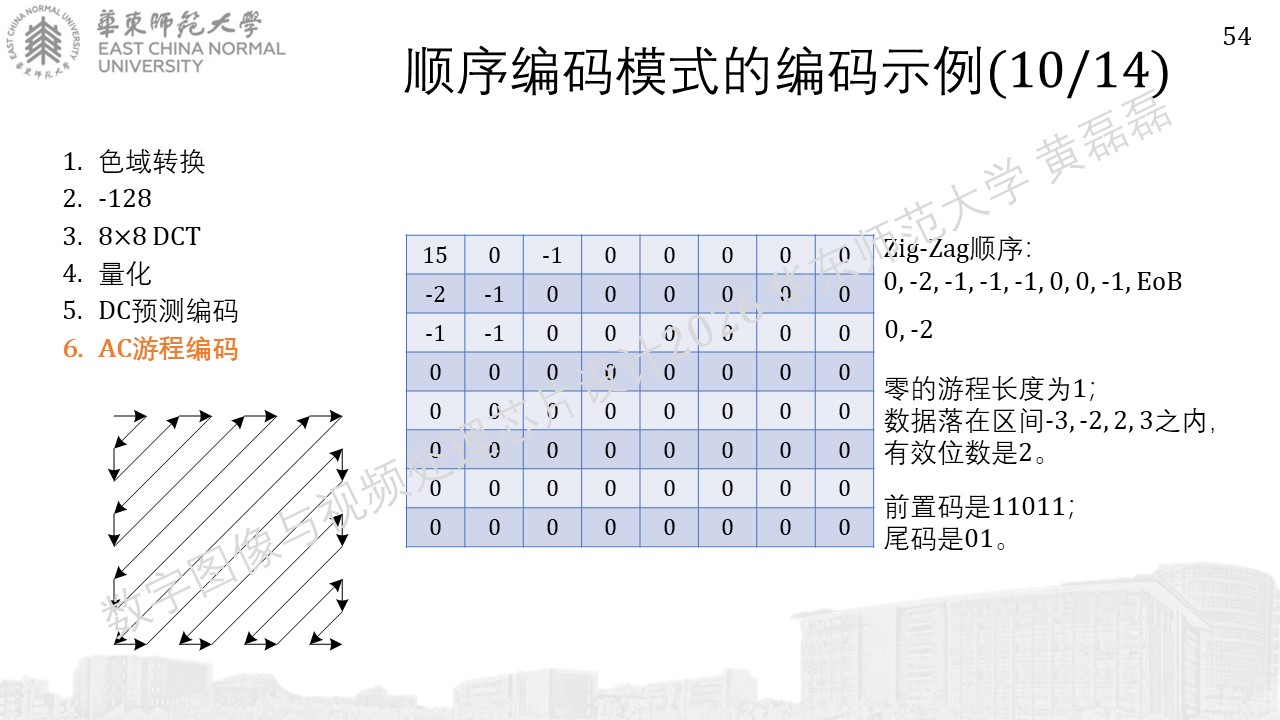 華東師範大學
EAST CHINA NORMAL
UNIVERSITY
EAST CHINA NORMAL UNIVERSITY
華東師範大學
54
顺序编码模式的编码示例(10/14)
1. 色域转换
2. -128
3. 8×8 DCT
4. 量化
5. DC预测编码
6. AC游程编码
15 0 -1 0 0 0 0 0
-2 -1 0 0 0 0 0 0
-1 -1 0 0 0 0 0 0
0 0 0 0 0 0 0 0
0 0 0 0 0 0 0 0
0 0 0 0 0 0 0 0
0 0 0 0 0 0 0 0
0 0 0 0 0 0 0 0
Zig-Zag顺序：
0, -2, -1, -1, -1, 0, 0, -1, EoB
0, -2
零的游程长度为1；
数据落在区间-3, -2, 2, 3之内，
有效位数是2。
前置码是11011；
尾码是01。
数字图像与视频处理芯片设计2026 华东师范大学 黄磊磊